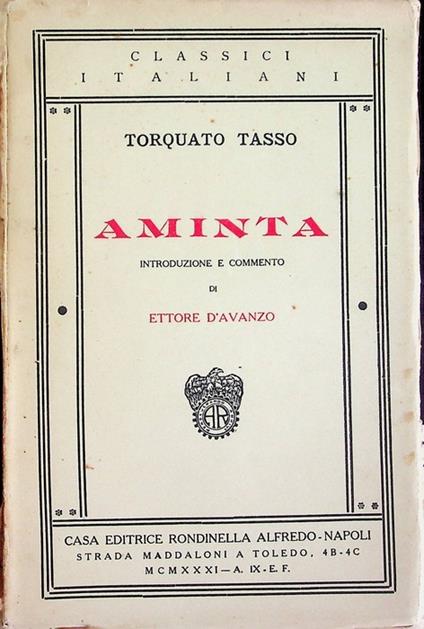 CLASSICI
ITALIANI
TORQUATO TASSO
AMINTA
INTRODUZIONE E COMMENTO
DI
ETTORE D'AVANZO
AR
CASA EDITRICE RONDINELLA ALFREDO-NAPOLI
STRADA MADDALONI A TOLEDO, 4B-4C
MCMXXXI—A. IX-E. F.